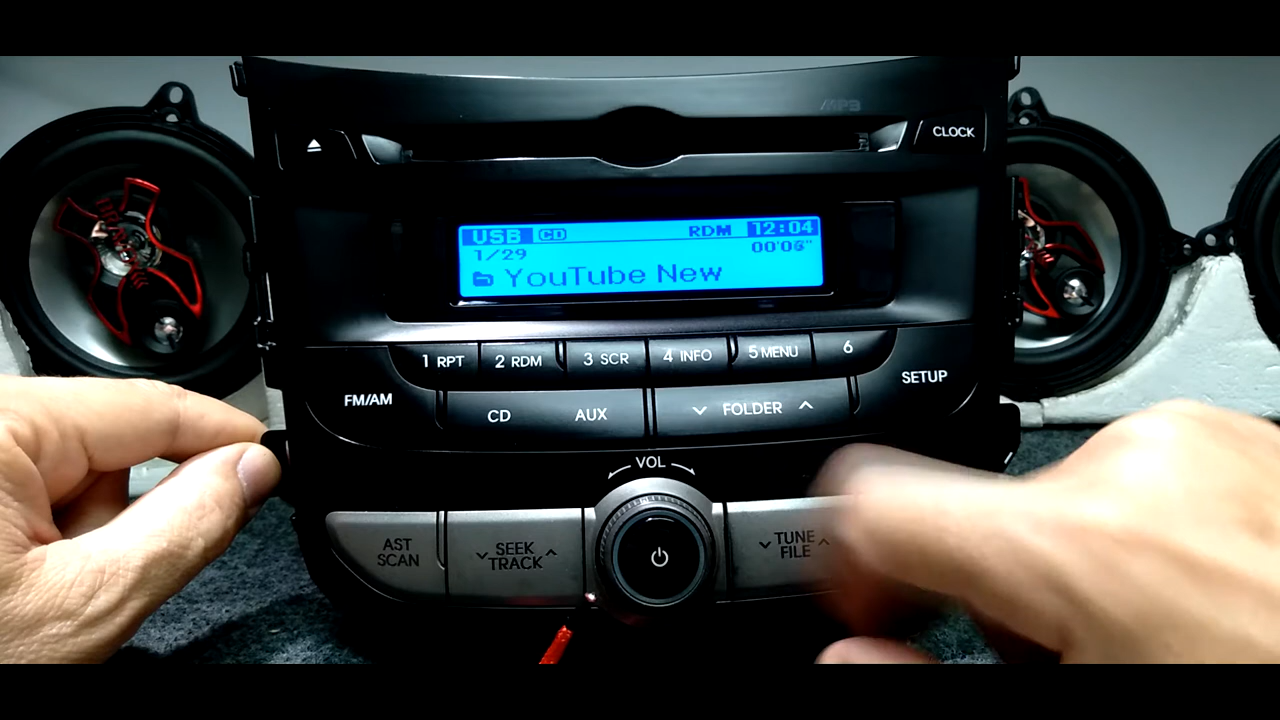 MP3
CLOCK
USB CD RDM 12:04
1/29 00'06"
YouTube New
1 RPT 2 RDM 3 SCR 4 INFO 5 MENU 6
FM/AM CD AUX FOLDER SETUP
VOL
AST SCAN
SEEK TRACK
TUNE FILE